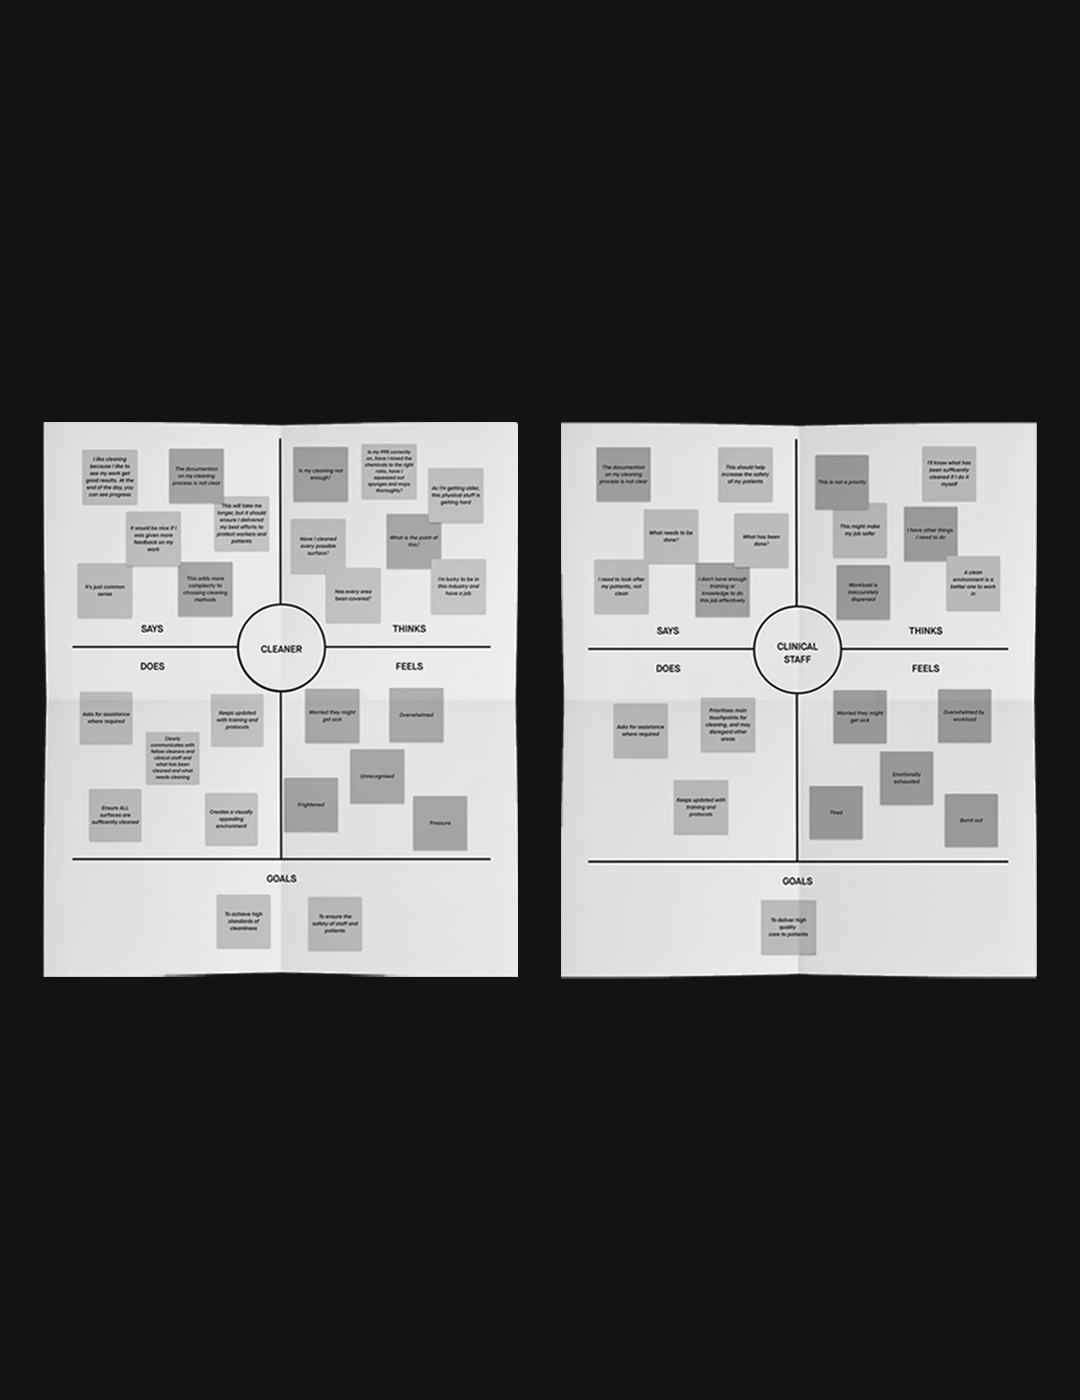 I like cleaning
because I like to
see my work get
good results. At the
end of the day, you
can see progress
The documention
on my cleaning
process is not clear
This will take me
longer, but it should
ensure I delivered
my best efforts to
protect workers and
patients
It would be nice if I
was given more
feedback on my
work
It's just common
sense
This adds more
complexity to
choosing cleaning
methods
SAYS
Is my cleaning not
enough?
Is my PPE correctly
on, have I mixed the
chemicals to the right
ratio, have I
squeezed out
sponges and mops
thoroughly?
As I'm getting older,
this physical stuff is
getting hard
Have I cleaned
every possible
surface?
What is the point of
this?
Has every area
been covered?
I'm lucky to be in
this industry and
have a job
THINKS
CLEANER
DOES
Asks for assistance
where required
Keeps updated
with training and
protocols
Clearly
communicates with
fellow cleaners and
clinical staff and
what has been
cleaned and what
needs cleaning
Ensure ALL
surfaces are
sufficently cleaned
Creates a visually
appealing
environment
FEELS
Worried they might
get sick
Overwhelmed
Unrecognised
Frightened
Pressure
GOALS
To achieve high
standards of
cleanliness
To ensure the
safety of staff and
patients
The documention
on my cleaning
process is not clear
This should help
increase the safety
of my patients
What needs to be
done?
What has been
done?
I need to look after
my patients, not
clean
I don't have enough
training or
knowledge to do
this job effectively
SAYS
This is not a priority
I'll know what has
been sufficently
cleaned if I do it
myself
This might make
my job safer
I have other things
I need to do
Workload is
inaccurately
dispersed
A clean
environment is a
better one to work
in
THINKS
CLINICAL
STAFF
DOES
Asks for assistance
where required
Prioritises main
touchpoints for
cleaning, and may
disregard other
areas
Keeps updated with
training and
protocols
FEELS
Worried they might
get sick
Overwhelmed by
workload
Emotionally
exhausted
Tired
Burnt out
GOALS
To deliver high
quality
care to patients